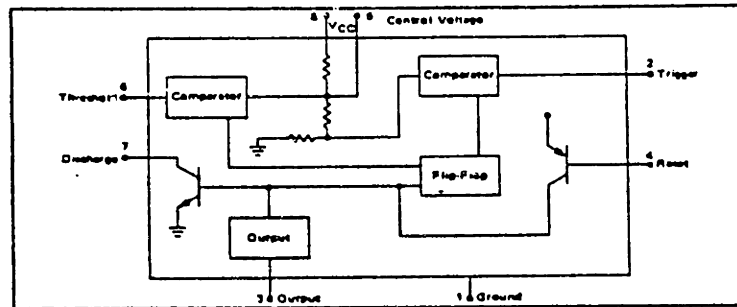 8 5 Control Voltage
VCC
2
Comparator
6
Comparator
Trigger
Threshold
7
4
Discharge
Flip-Flop
Reset
Output
3 Output 1 Ground